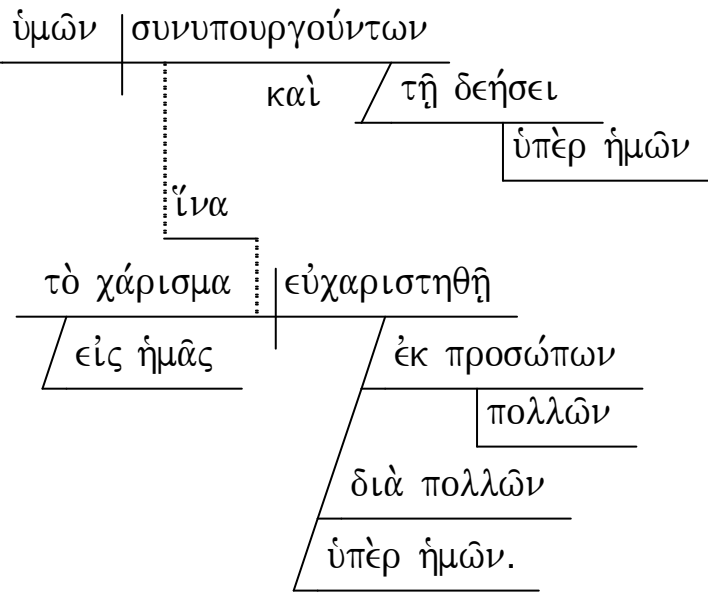 ὑμῶν συνυπουργούντων
καὶ τῇ δεήσει
ὑπὲρ ἡμῶν
ἵνα
τὸ χάρισμα εὐχαριστηθῇ
εἰς ἡμᾶς ἐκ προσώπων
πολλῶν
διὰ πολλῶν
ὑπὲρ ἡμῶν.